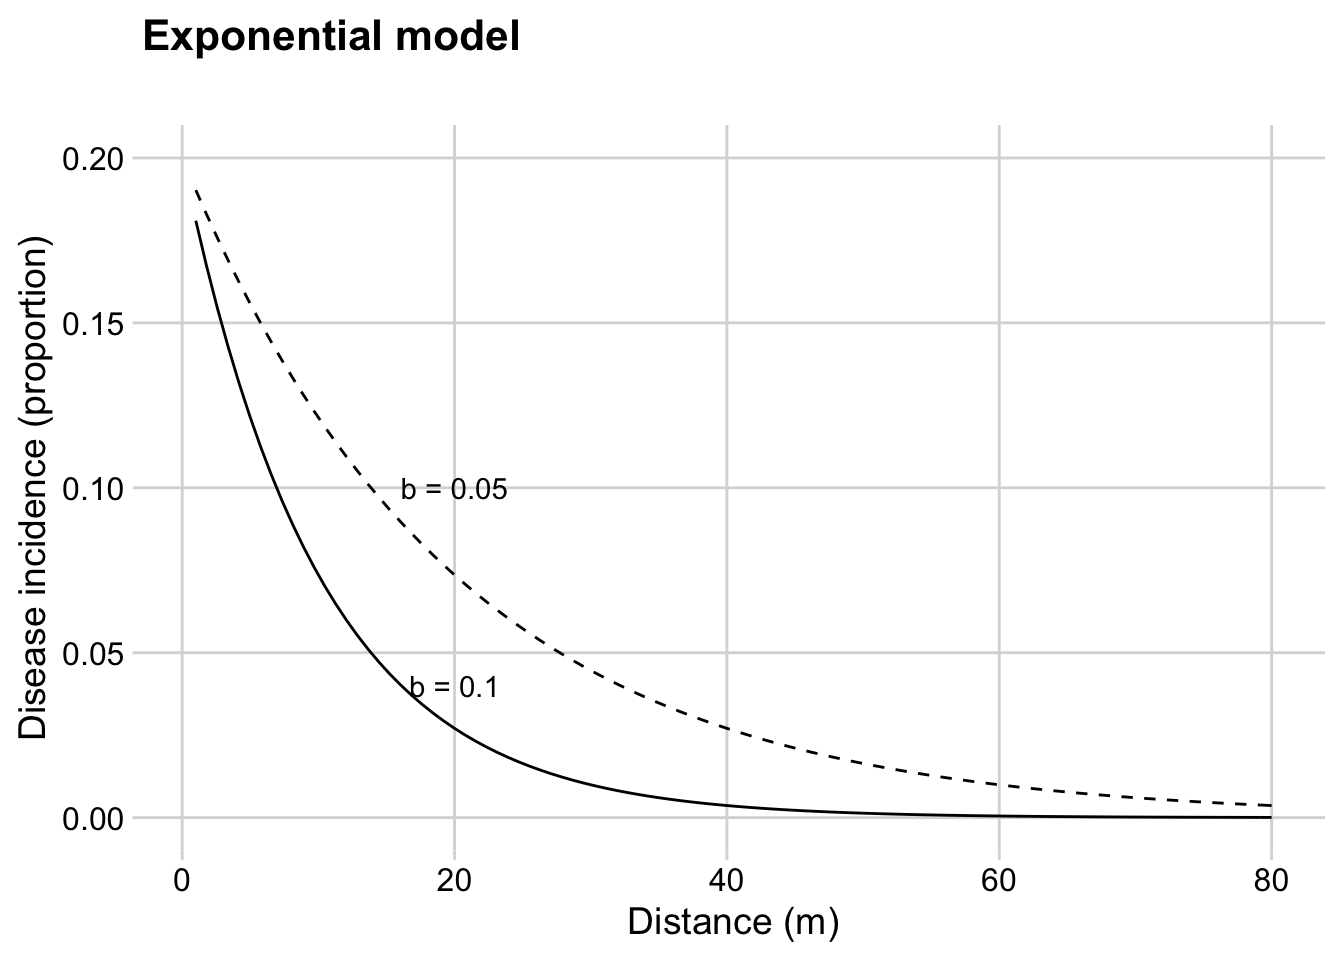 Exponential model
Disease incidence (proportion)
0.20
0.15
0.10
0.05
0.00
b = 0.05
b = 0.1
0
20
40
60
80
Distance (m)